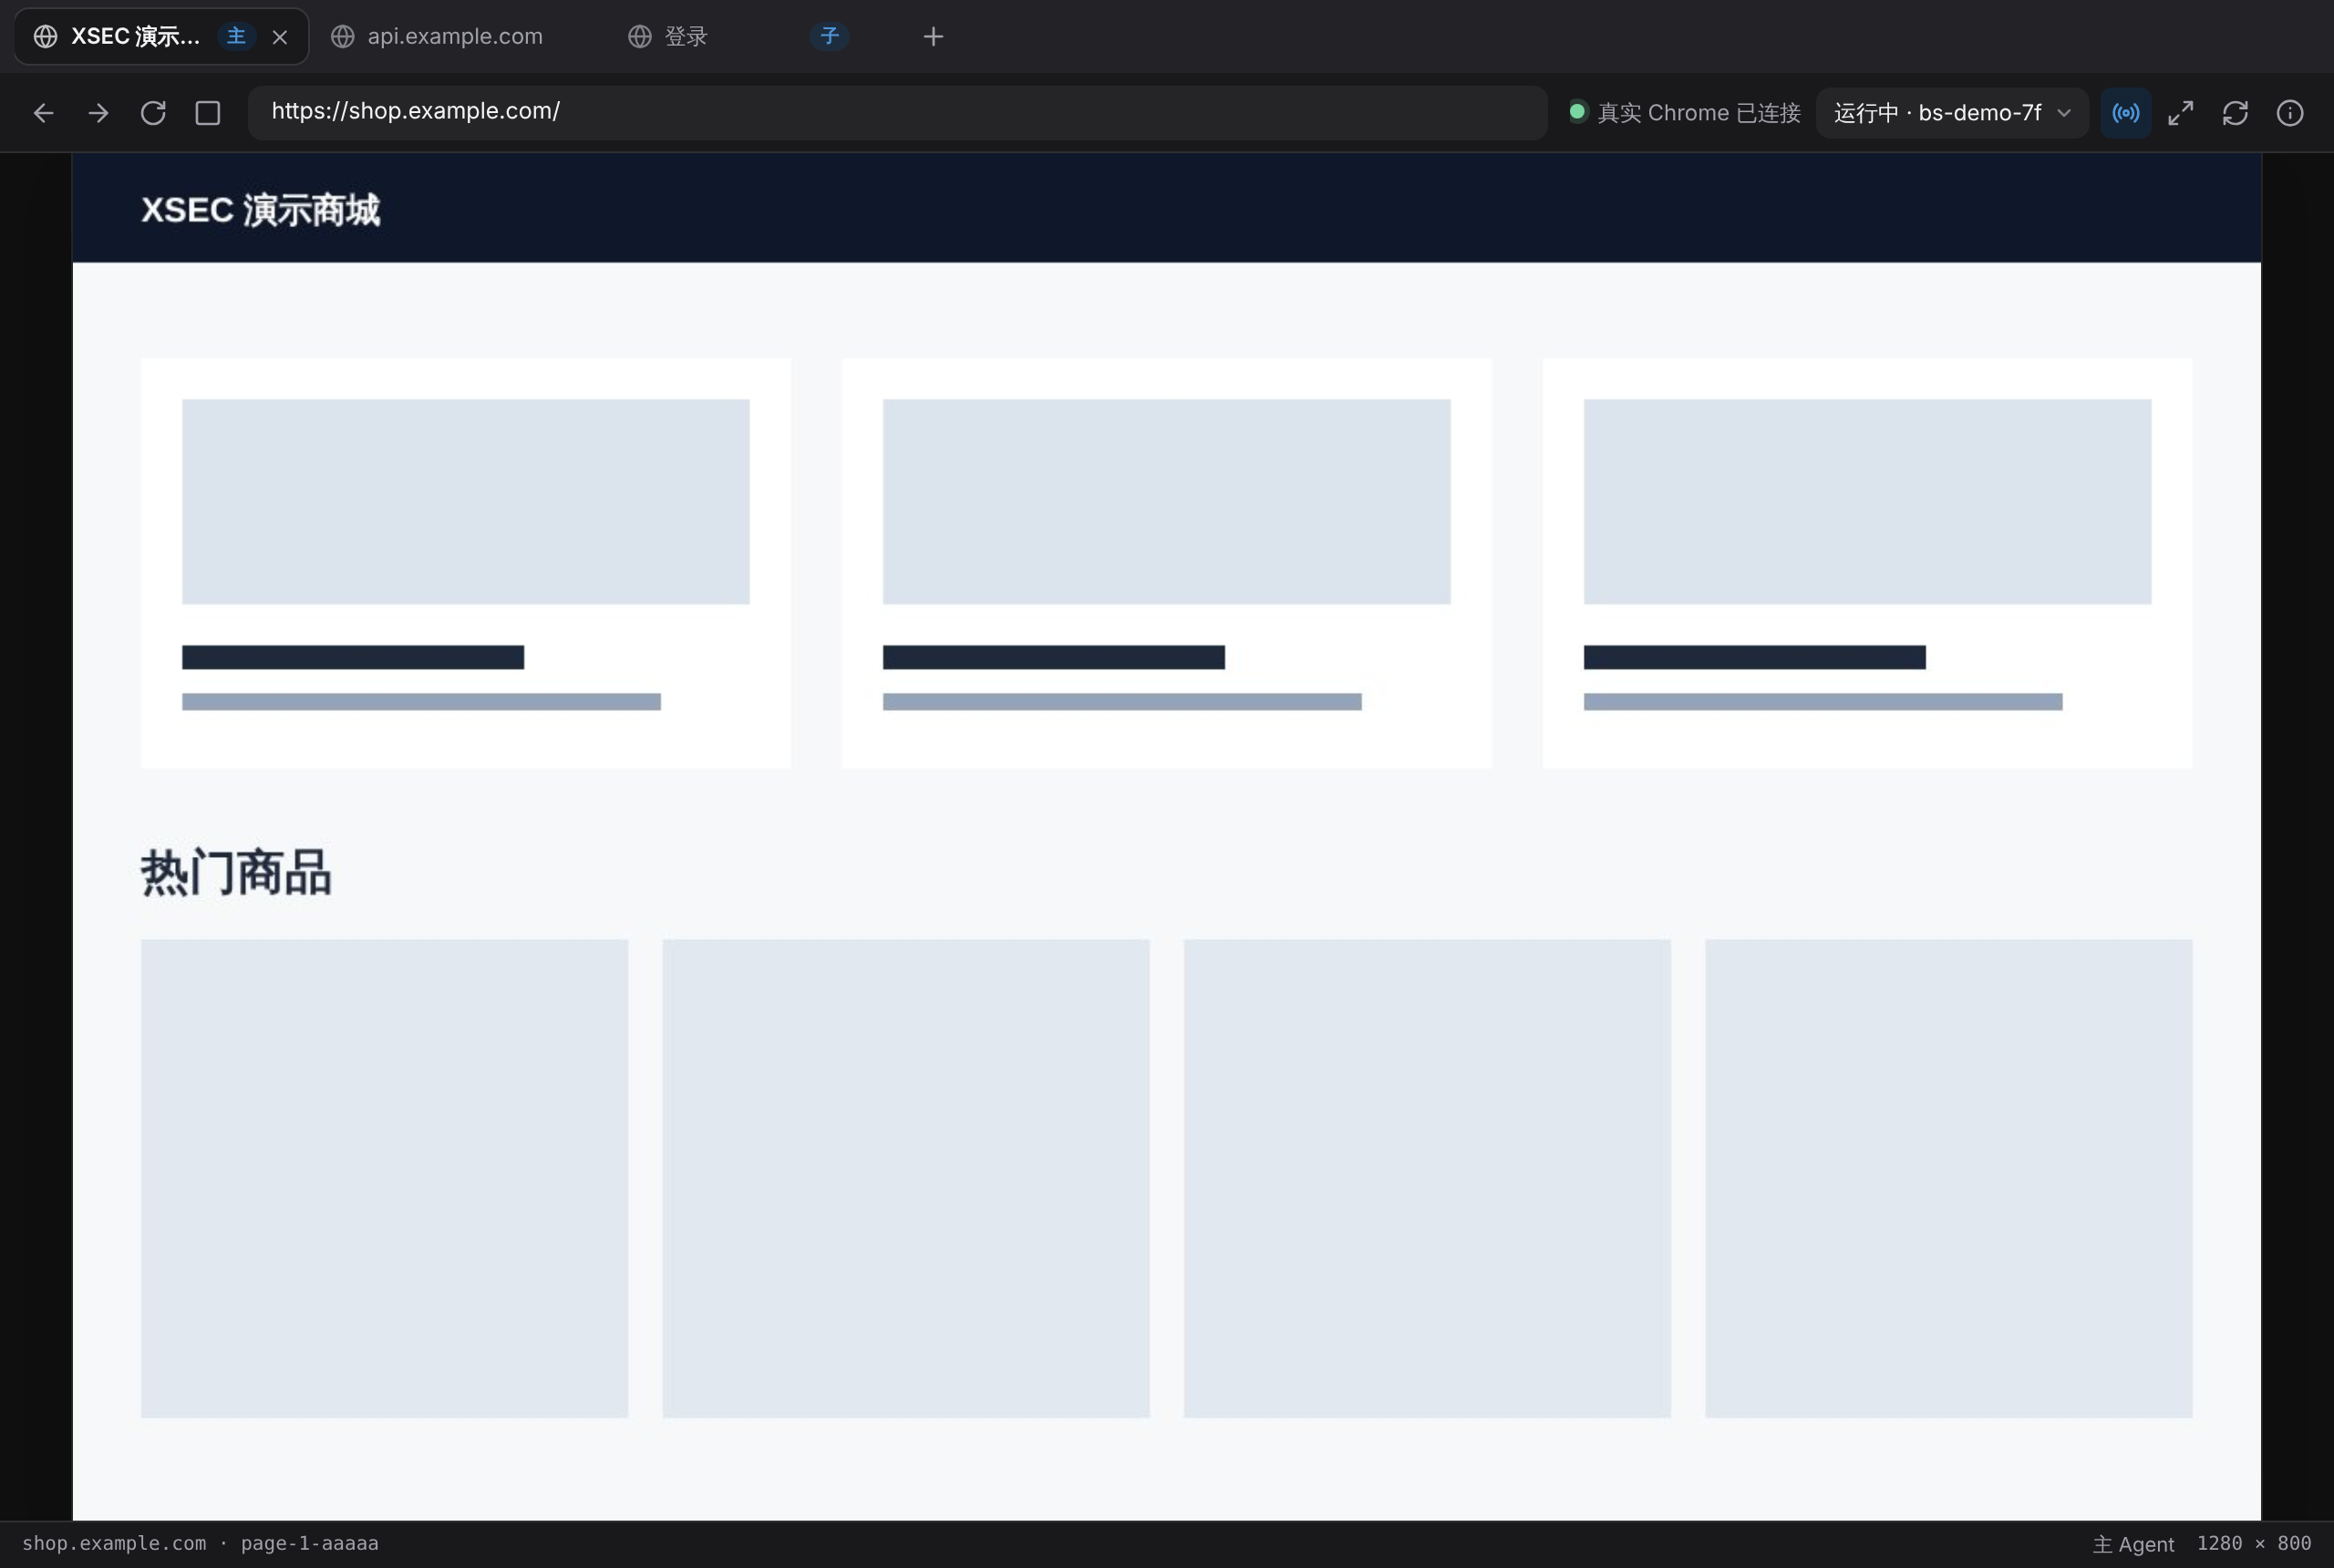 XSEC 演示... 主
api.example.com
登录 子
https://shop.example.com/
真实 Chrome 已连接
运行中 · bs-demo-7f
XSEC 演示商城
热门商品
shop.example.com · page-1-aaaaa
主 Agent 1280 × 800